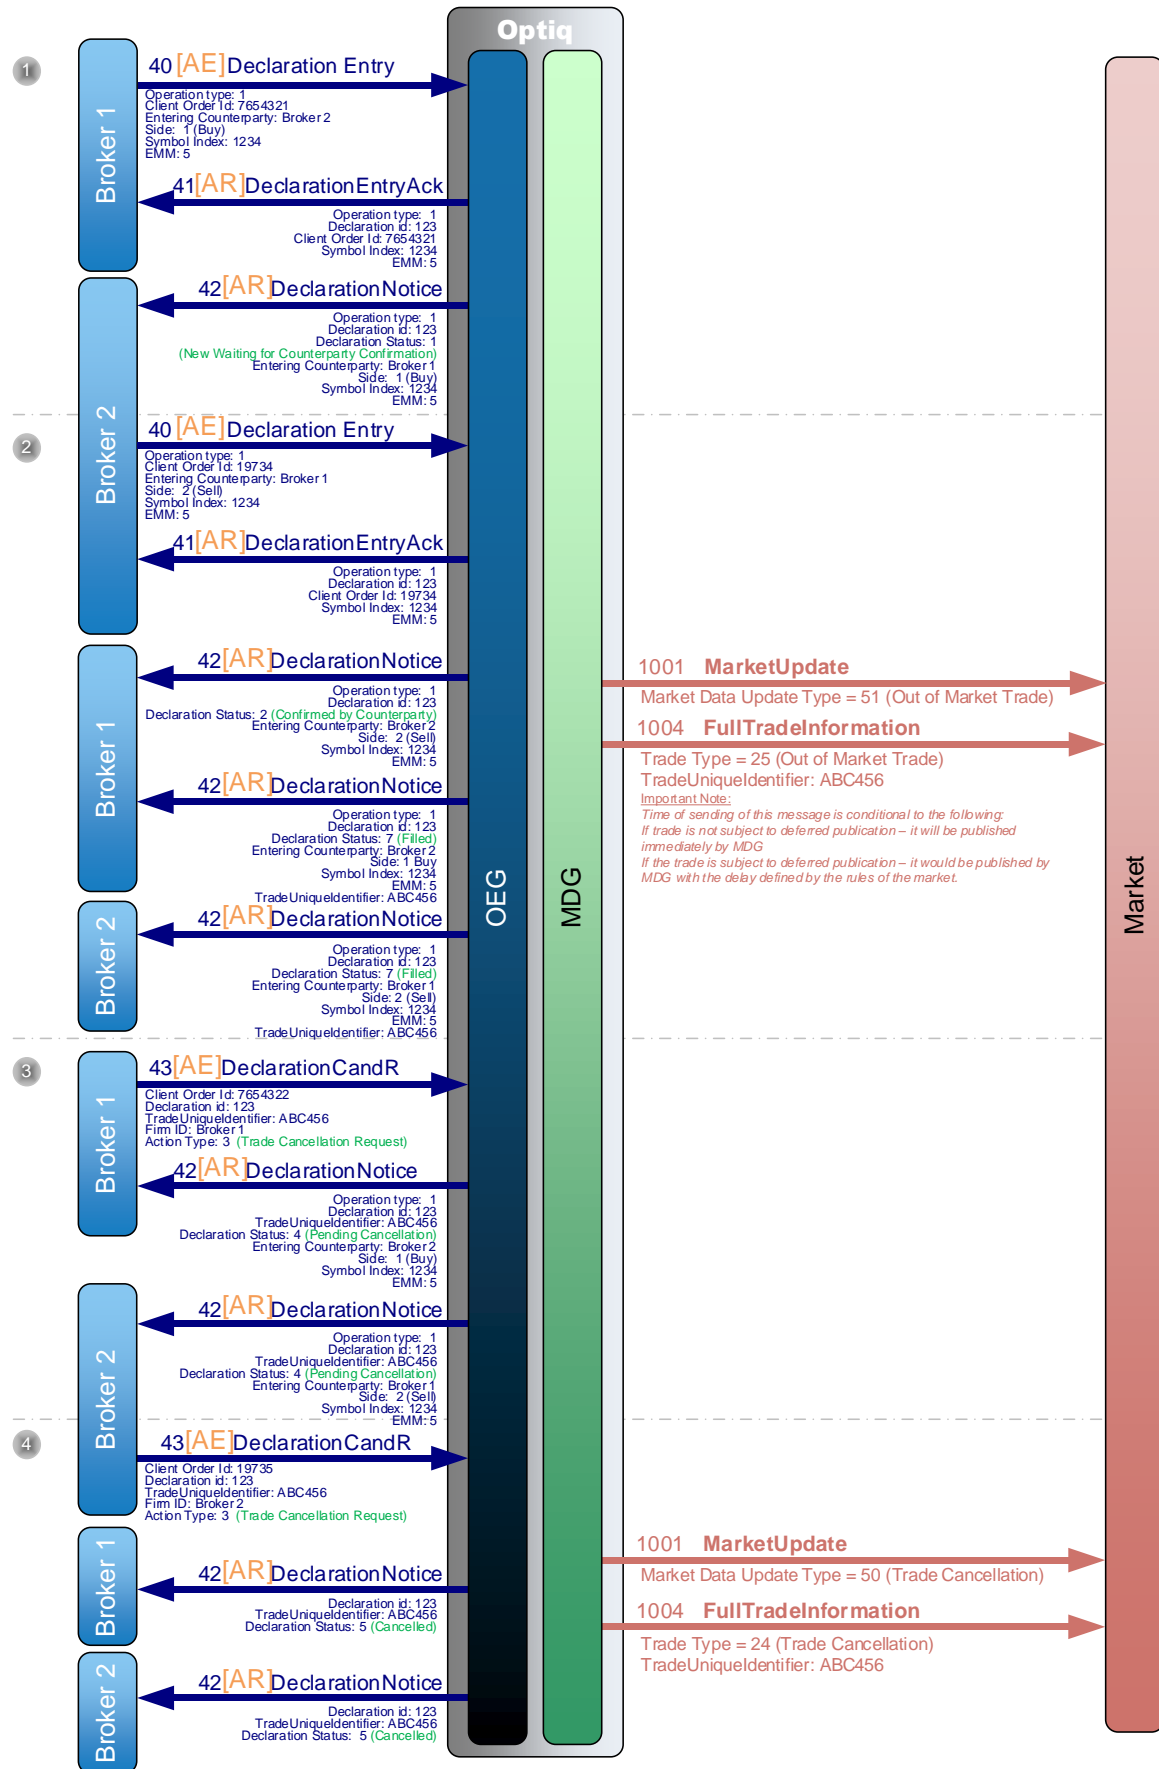 Optiq
1
40 [AE] Declaration Entry
Operation type: 1
Client Order Id: 7654321
Entering Counterparty: Broker 2
Side: 1 (Buy)
Symbol Index: 1234
EMM: 5
Broker 1
41 [AR] DeclarationEntryAck
Operation type: 1
Declaration id: 123
Client Order Id: 7654321
Symbol Index: 1234
EMM: 5
42 [AR] DeclarationNotice
Operation type: 1
Declaration id: 123
Declaration Status: 1
(New Waiting for Counterparty Confirmation)
Entering Counterparty: Broker 1
Side: 1 (Buy)
Symbol Index: 1234
EMM: 5
Broker 2
2
40 [AE] Declaration Entry
Operation type: 1
Client Order Id: 19734
Entering Counterparty: Broker 1
Side: 2 (Sell)
Symbol Index: 1234
EMM: 5
41 [AR] DeclarationEntryAck
Operation type: 1
Declaration id: 123
Client Order Id: 19734
Symbol Index: 1234
EMM: 5
42 [AR] DeclarationNotice
Operation type: 1
Declaration id: 123
Declaration Status: 2 (Confirmed by Counterparty)
Entering Counterparty: Broker 2
Side: 2 (Sell)
Symbol Index: 1234
EMM: 5
Broker 1
1001 MarketUpdate
Market Data Update Type = 51 (Out of Market Trade)
1004 FullTradeInformation
Trade Type = 25 (Out of Market Trade)
TradeUniqueIdentifier: ABC456
Important Note:
Time of sending of this message is conditional to the following:
If trade is not subject to deferred publication – it will be published
immediately by MDG
If the trade is subject to deferred publication – it would be published by
MDG with the delay defined by the rules of the market.
42 [AR] DeclarationNotice
Operation type: 1
Declaration id: 123
Declaration Status: 7 (Filled)
Entering Counterparty: Broker 2
Side: 1 Buy
Symbol Index: 1234
EMM: 5
TradeUniqueIdentifier: ABC456
OEG
MDG
Market
42 [AR] DeclarationNotice
Operation type: 1
Declaration id: 123
Declaration Status: 7 (Filled)
Entering Counterparty: Broker 1
Side: 2 (Sell)
Symbol Index: 1234
EMM: 5
TradeUniqueIdentifier: ABC456
Broker 2
3
43 [AE] DeclarationCandR
Client Order Id: 7654322
Declaration id: 123
TradeUniqueIdentifier: ABC456
Firm ID: Broker 1
Action Type: 3 (Trade Cancellation Request)
Broker 1
42 [AR] DeclarationNotice
Operation type: 1
Declaration id: 123
TradeUniqueIdentifier: ABC456
Declaration Status: 4 (Pending Cancellation)
Entering Counterparty: Broker 2
Side: 1 (Buy)
Symbol Index: 1234
EMM: 5
42 [AR] DeclarationNotice
Operation type: 1
Declaration id: 123
TradeUniqueIdentifier: ABC456
Declaration Status: 4 (Pending Cancellation)
Entering Counterparty: Broker 1
Side: 2 (Sell)
Symbol Index: 1234
EMM: 5
Broker 2
4
43 [AE] DeclarationCandR
Client Order Id: 19735
Declaration id: 123
TradeUniqueIdentifier: ABC456
Firm ID: Broker 2
Action Type: 3 (Trade Cancellation Request)
1001 MarketUpdate
Market Data Update Type = 50 (Trade Cancellation)
1004 FullTradeInformation
Trade Type = 24 (Trade Cancellation)
TradeUniqueIdentifier: ABC456
Broker 1
42 [AR] DeclarationNotice
Declaration id: 123
TradeUniqueIdentifier: ABC456
Declaration Status: 5 (Cancelled)
Broker 2
42 [AR] DeclarationNotice
Declaration id: 123
TradeUniqueIdentifier: ABC456
Declaration Status: 5 (Cancelled)